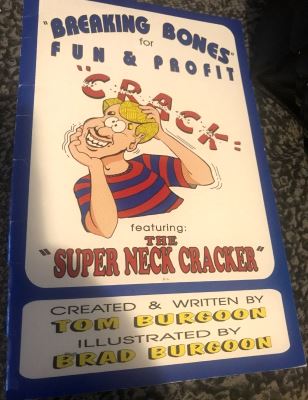 "BREAKING BONES"
for
FUN & PROFIT
"CRACK"
featuring:
THE
"SUPER NECK CRACKER"
CREATED & WRITTEN BY
TOM BURGOON
ILLUSTRATED BY
BRAD BURGOON